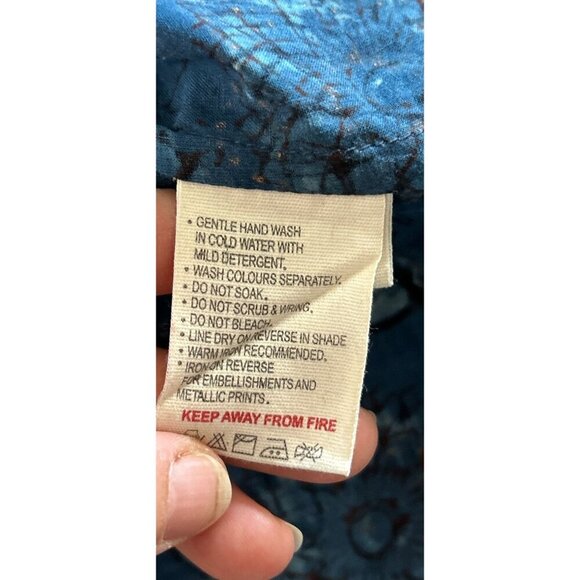 • GENTLE HAND WASH
IN COLD WATER WITH
MILD DETERGENT.
• WASH COLOURS SEPARATELY.
• DO NOT SOAK.
• DO NOT SCRUB & WRING.
• DO NOT BLEACH
• LINE DRY ON REVERSE IN SHADE
• WARM IRON RECOMMENDED.
• IRON ON REVERSE
FOR EMBELLISHMENTS AND
METALLIC PRINTS.
KEEP AWAY FROM FIRE